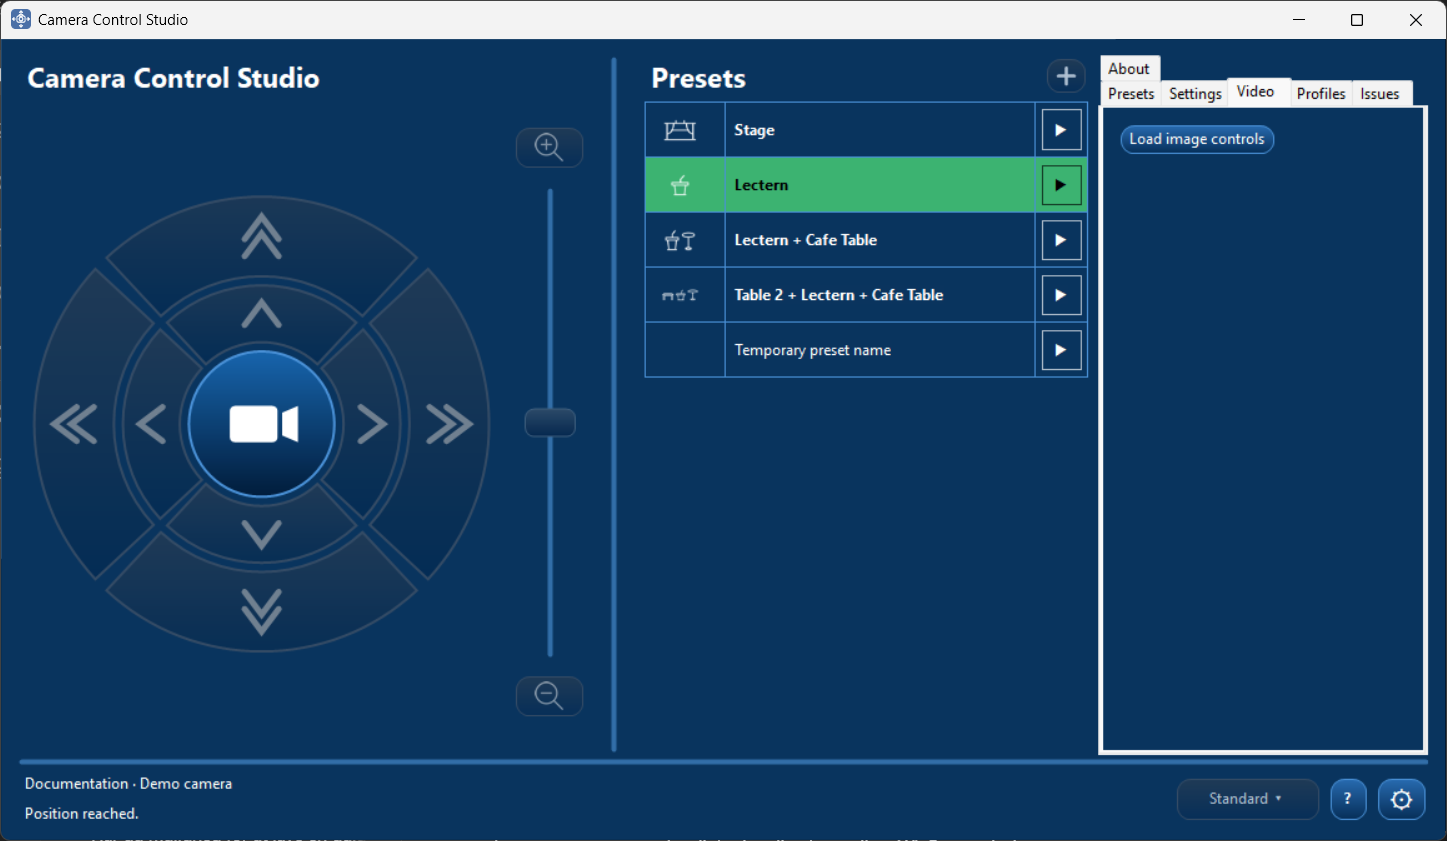 Camera Control Studio
Camera Control Studio
Presets
Stage
Lectern
Lectern + Cafe Table
Table 2 + Lectern + Cafe Table
Temporary preset name
About
Presets Settings Video Profiles Issues
Load image controls
Documentation · Demo camera
Position reached.
Standard
?